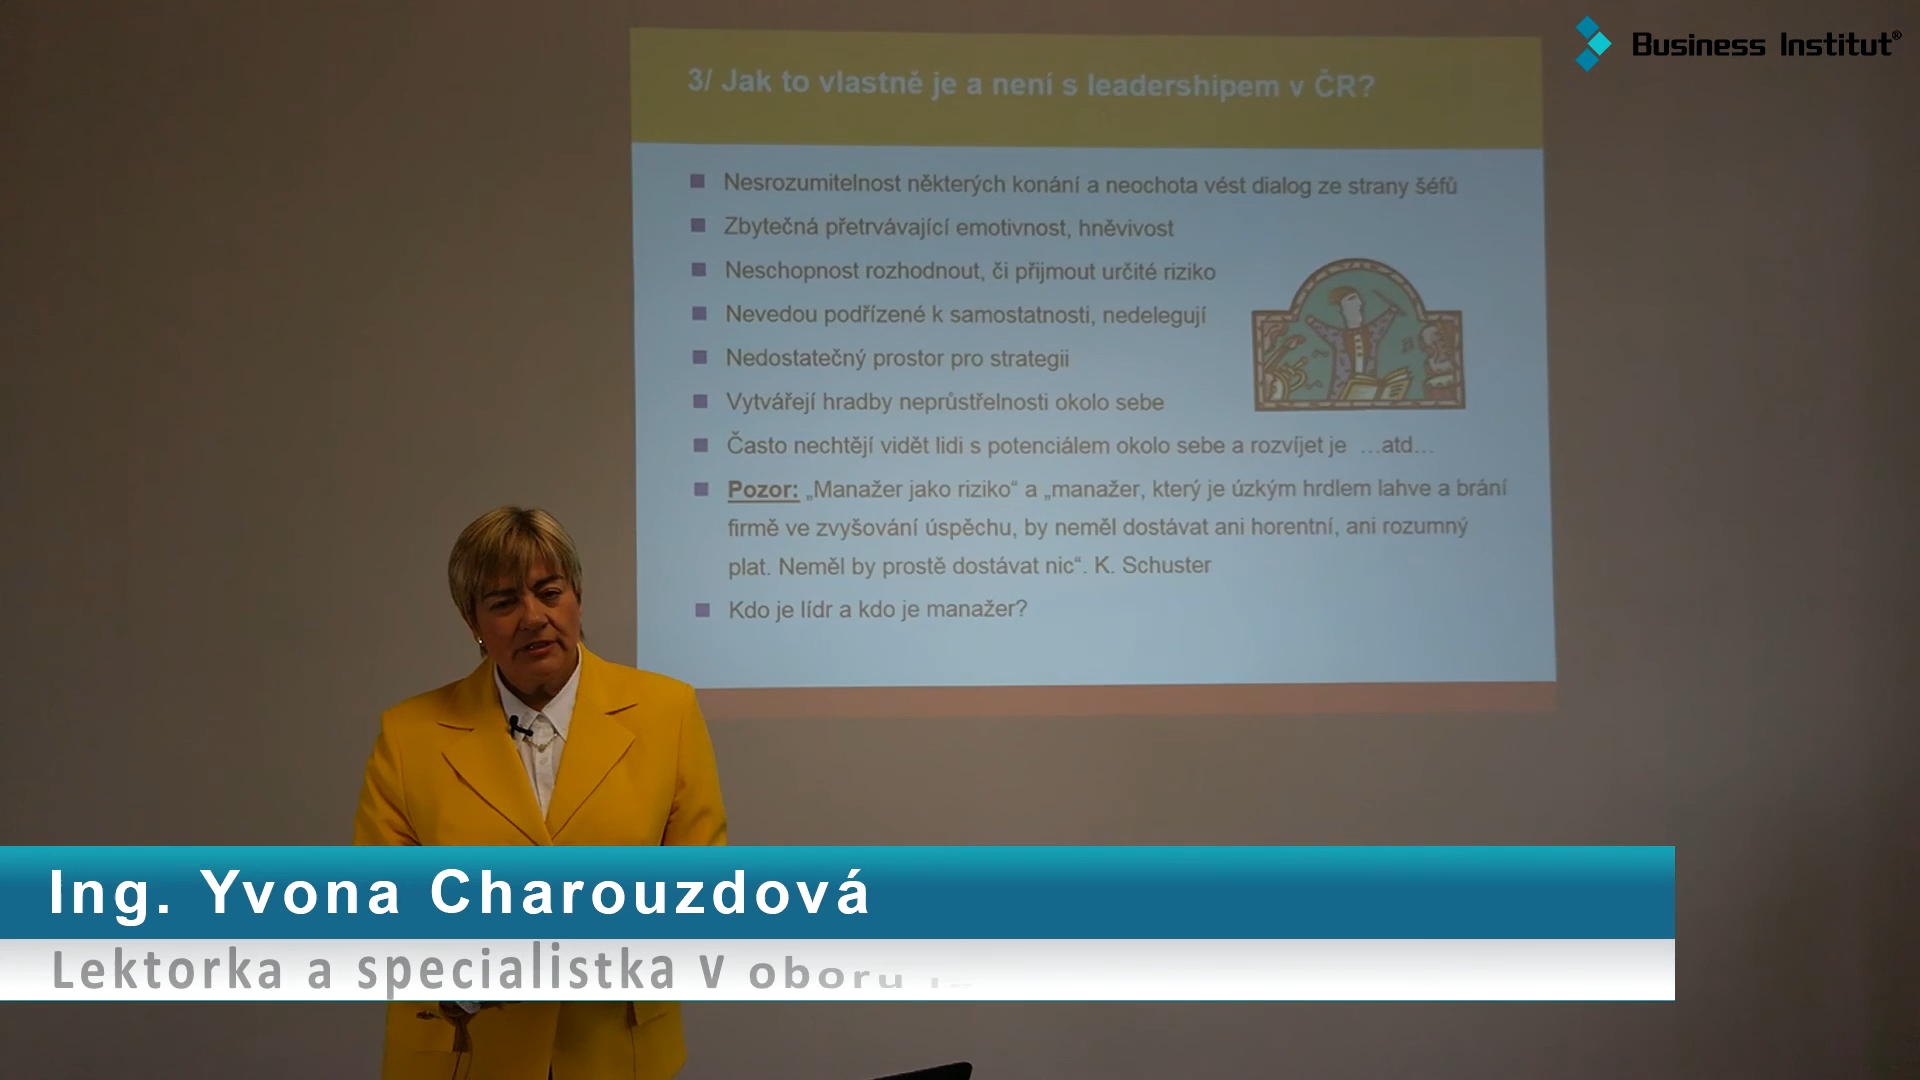 Business Institut®
3/ Jak to vlastně je a není s leadershipem v ČR?
Nesrozumitelnost některých konání a neochota vést dialog ze strany šéfů
Zbytečná přetrvávající emotivnost, hněvivost
Neschopnost rozhodnout, či přijmout určité riziko
Nevedou podřízené k samostatnosti, nedelegují
Nedostatečný prostor pro strategii
Vytvářejí hradby neprůstřelnosti okolo sebe
Často nechtějí vidět lidi s potenciálem okolo sebe a rozvíjet je ...atd...
Pozor: „Manažer jako riziko“ a „manažer, který je úzkým hrdlem lahve a brání
firmě ve zvyšování úspěchu, by neměl dostávat ani horentní, ani rozumný
plat. Neměl by prostě dostávat nic“. K. Schuster
Kdo je lídr a kdo je manažer?
Ing. Yvona Charouzdová
Lektorka a specialistka v oboru